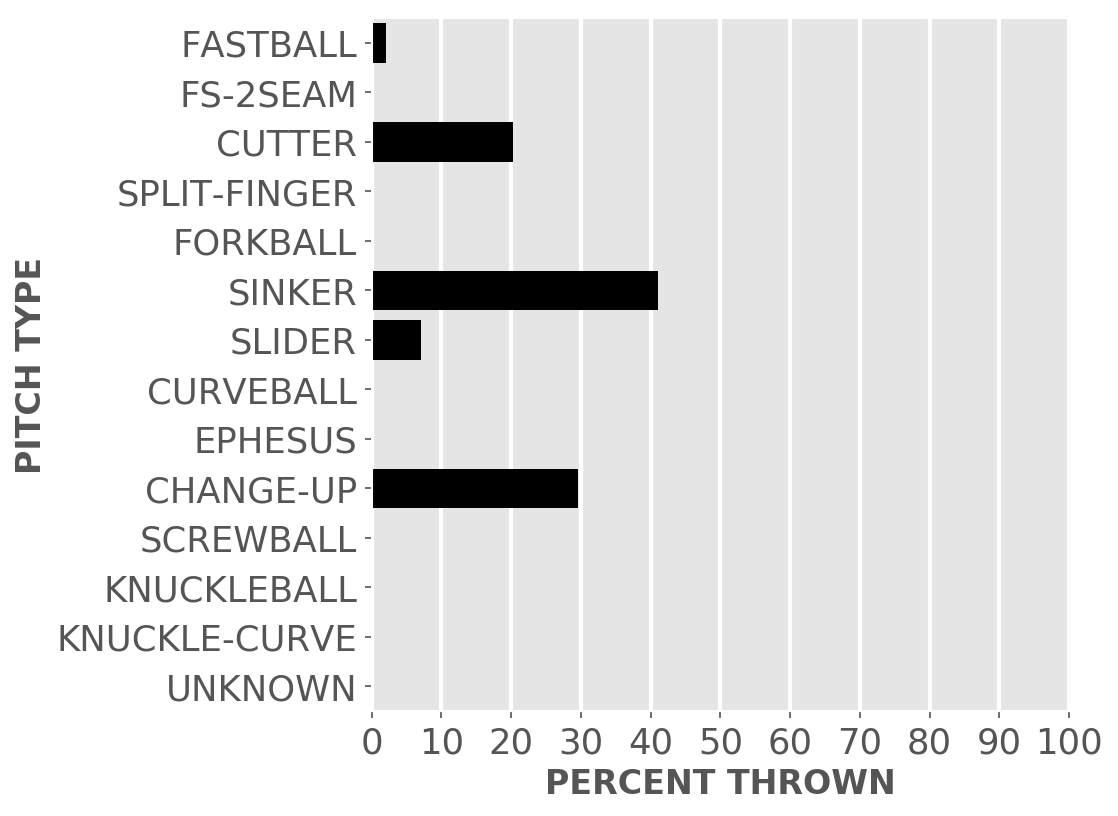 FASTBALL
FS-2SEAM
CUTTER
SPLIT-FINGER
FORKBALL
SINKER
SLIDER
CURVEBALL
EPHESUS
CHANGE-UP
SCREWBALL
KNUCKLEBALL
KNUCKLE-CURVE
UNKNOWN
PITCH TYPE
0 10 20 30 40 50 60 70 80 90 100
PERCENT THROWN